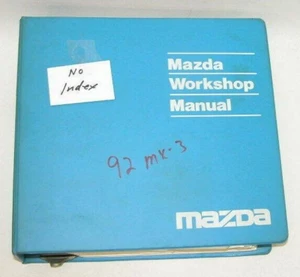 No
Index
Mazda
Workshop
Manual
92 mx-3
mazda